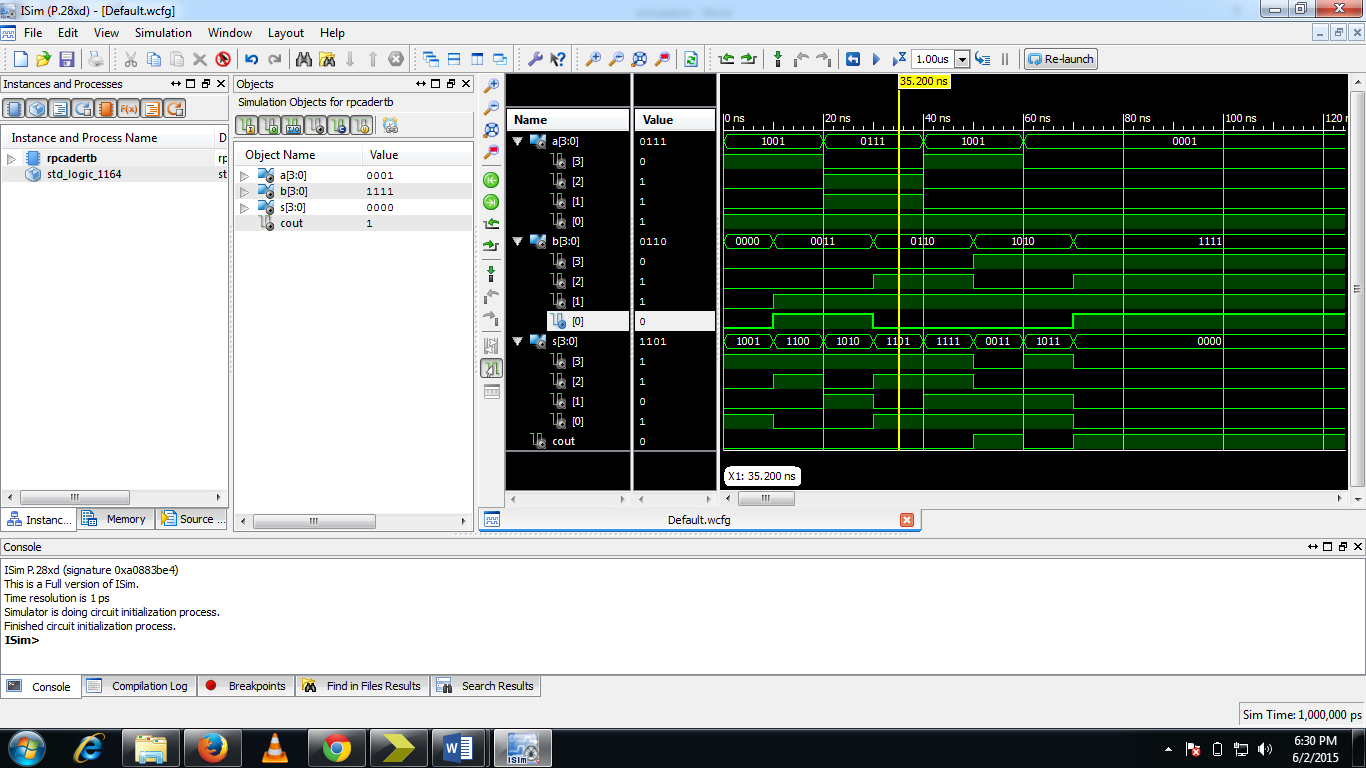 ISim (P.28xd) - [Default.wcfg]
File Edit View Simulation Window Layout Help
1.00us Re-launch
Instances and Processes
Instance and Process Name D
rpcadertb rp
std_logic_1164 st
Instanc... Memory Source ...
Objects
Simulation Objects for rpcadertb
Object Name Value
a[3:0] 0001
b[3:0] 1111
s[3:0] 0000
cout 1
35.200 ns
Name Value 0 ns 20 ns 40 ns 60 ns 80 ns 100 ns 120 n
a[3:0] 0111 1001 0111 1001 0001
[3] 0
[2] 1
[1] 1
[0] 1
b[3:0] 0110 0000 0011 0110 1010 1111
[3] 0
[2] 1
[1] 1
[0] 0
s[3:0] 1101 1001 1100 1010 1101 1111 0011 1011 0000
[3] 1
[2] 1
[1] 0
[0] 1
cout 0
X1: 35.200 ns
Default.wcfg
Console
ISim P.28xd (signature 0xa0883be4)
This is a Full version of ISim.
Time resolution is 1 ps
Simulator is doing circuit initialization process.
Finished circuit initialization process.
ISim>
Console Compilation Log Breakpoints Find in Files Results Search Results
Sim Time: 1,000,000 ps
6:30 PM
6/2/2015